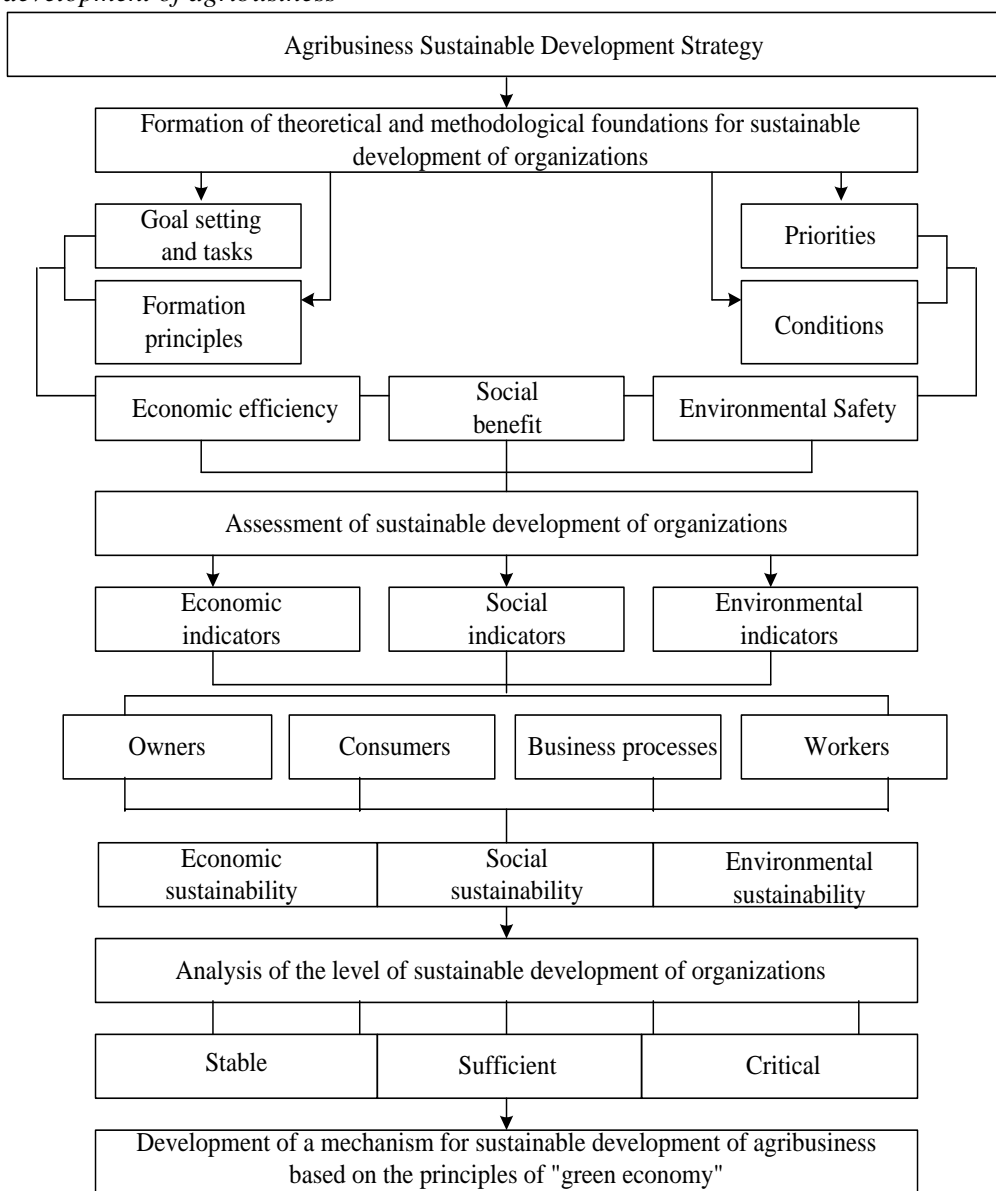 development of agribusiness
Agribusiness Sustainable Development Strategy
Formation of theoretical and methodological foundations for sustainable
development of organizations
Goal setting
and tasks
Priorities
Formation
principles
Conditions
Economic efficiency
Social
benefit
Environmental Safety
Assessment of sustainable development of organizations
Economic
indicators
Social
indicators
Environmental
indicators
Owners
Consumers
Business processes
Workers
Economic
sustainability
Social
sustainability
Environmental
sustainability
Analysis of the level of sustainable development of organizations
Stable
Sufficient
Critical
Development of a mechanism for sustainable development of agribusiness
based on the principles of "green economy"